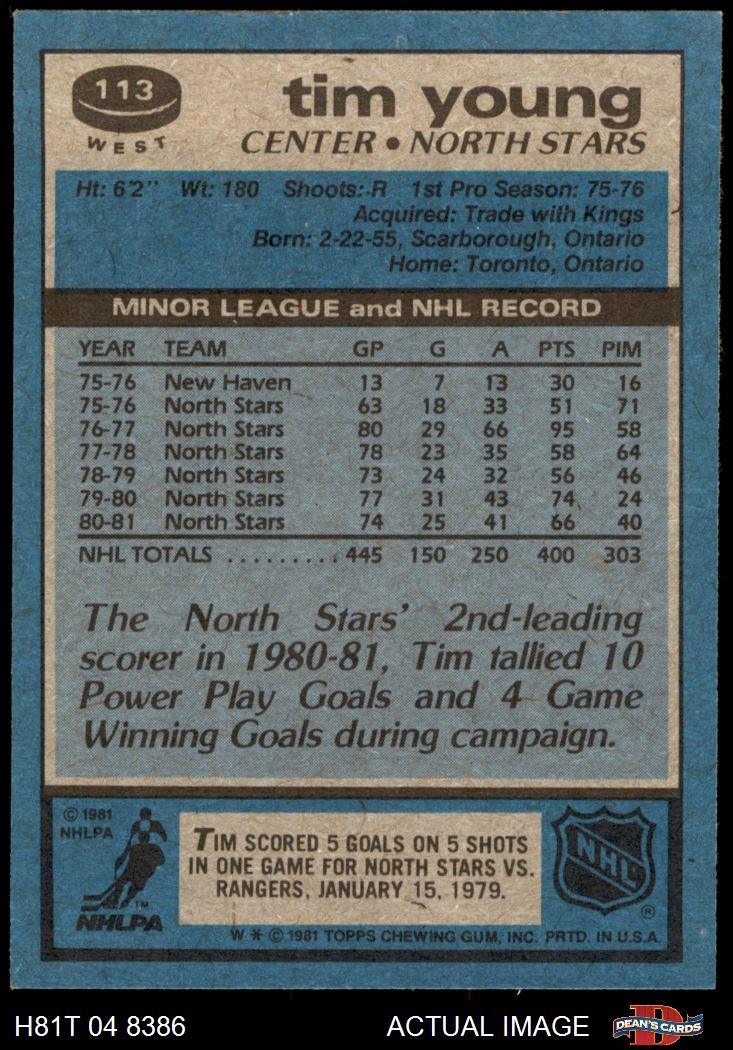 113
WEST
tim young
CENTER • NORTH STARS
Ht: 6'2" Wt: 180 Shoots: R 1st Pro Season: 75-76
Acquired: Trade with Kings
Born: 2-22-55, Scarborough, Ontario
Home: Toronto, Ontario
MINOR LEAGUE and NHL RECORD
YEAR TEAM GP G A PTS PIM
75-76 New Haven 13 7 13 30 16
75-76 North Stars 63 18 33 51 71
76-77 North Stars 80 29 66 95 58
77-78 North Stars 78 23 35 58 64
78-79 North Stars 73 24 32 56 46
79-80 North Stars 77 31 43 74 24
80-81 North Stars 74 25 41 66 40
NHL TOTALS .......... 445 150 250 400 303
The North Stars' 2nd-leading
scorer in 1980-81, Tim tallied 10
Power Play Goals and 4 Game
Winning Goals during campaign.
© 1981
NHLPA
TM
NHLPA
TIM SCORED 5 GOALS ON 5 SHOTS
IN ONE GAME FOR NORTH STARS VS.
RANGERS, JANUARY 15, 1979.
NHL
®
W * © 1981 TOPPS CHEWING GUM, INC. PRTD. IN U.S.A.
H81T 04 8386 ACTUAL IMAGE
DEAN'S CARDS